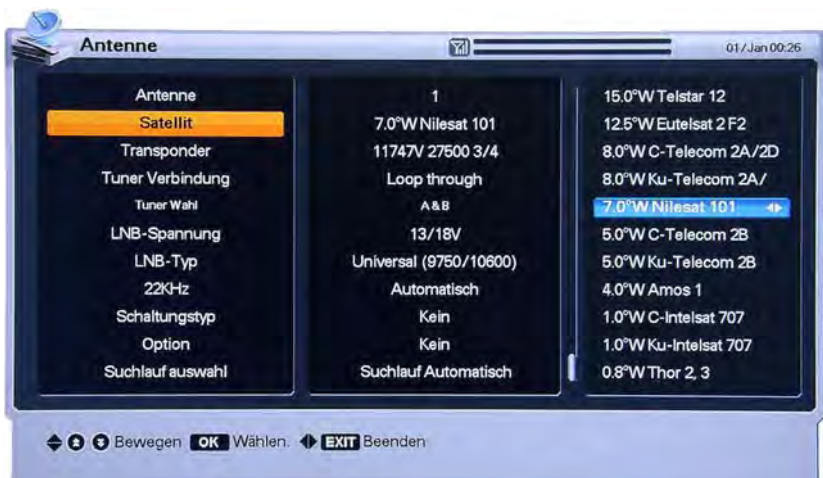 Antenne
01/Jan 00:26
Antenne 1
Satellit 7.0°W Nilesat 101
Transponder 11747V 27500 3/4
Tuner Verbindung Loop through
Tuner Wahl A & B
LNB-Spannung 13/18V
LNB-Typ Universal (9750/10600)
22KHz Automatisch
Schaltungstyp Kein
Option Kein
Suchlauf auswahl Suchlauf Automatisch
15.0°W Telstar 12
12.5°W Eutelsat 2 F2
8.0°W C-Telecom 2A/2D
8.0°W Ku-Telecom 2A/
7.0°W Nilesat 101
5.0°W C-Telecom 2B
5.0°W Ku-Telecom 2B
4.0°W Amos 1
1.0°W C-Intelsat 707
1.0°W Ku-Intelsat 707
0.8°W Thor 2, 3
Bewegen OK Wählen. EXIT Beenden